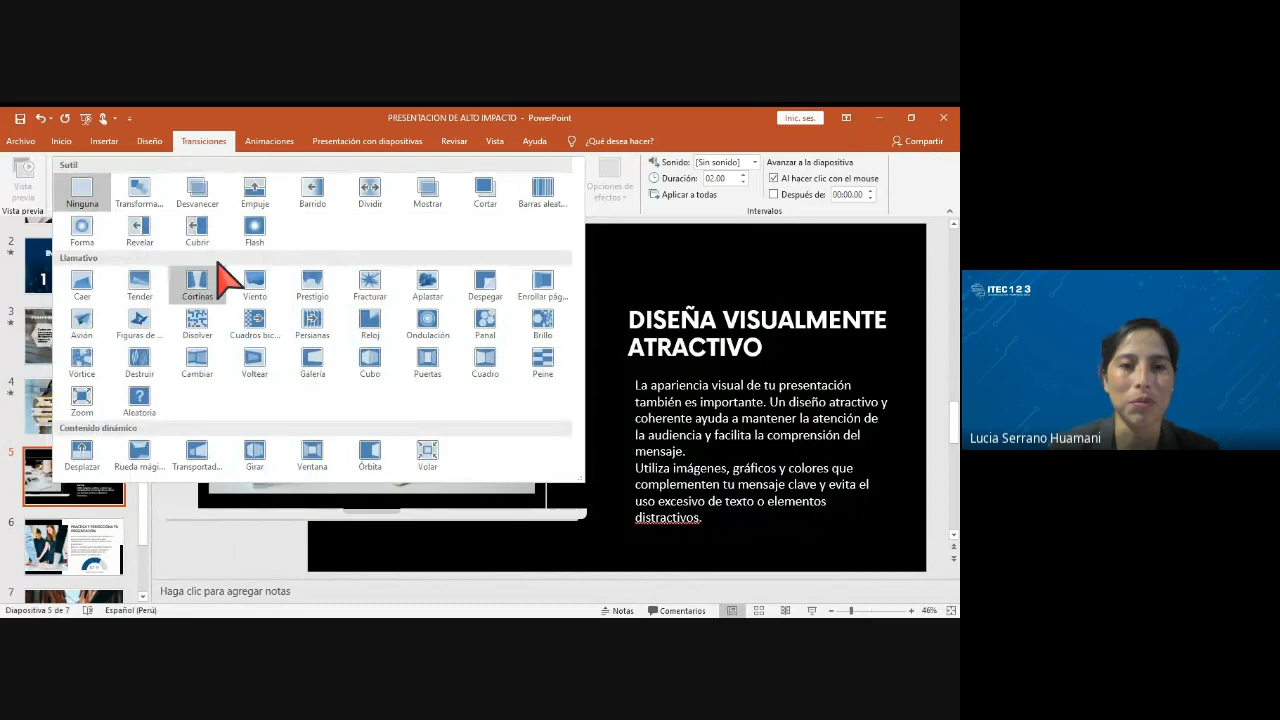 PRESENTACION DE ALTO IMPACTO - PowerPoint
Inic. ses.
Archivo Inicio Insertar Diseño Transiciones Animaciones Presentación con diapositivas Revisar Vista Ayuda ¿Qué desea hacer? Compartir
Vista previa
Vista previa
Sutil
Ninguna Transforma... Desvanecer Empuje Barrido Dividir Mostrar Cortar Barras aleat...
Forma Revelar Cubrir Flash
Llamativo
Caer Tender Cortinas Viento Prestigio Fracturar Aplastar Despegar Enrollar pág...
Avión Figuras de ... Disolver Cuadros bic... Persianas Reloj Ondulación Panal Brillo
Vórtice Destruir Cambiar Voltear Galería Cubo Puertas Cuadro Peine
Zoom Aleatoria
Contenido dinámico
Desplazar Rueda mági... Transportad... Girar Ventana Órbita Volar
Opciones de efectos
Sonido: [Sin sonido]
Duración: 02.00
Aplicar a todas
Avanzar a la diapositiva
Al hacer clic con el mouse
Después de: 00:00.00
Intervalos
2
3
4
5
6
7
DISEÑA VISUALMENTE
ATRACTIVO
La apariencia visual de tu presentación
también es importante. Un diseño atractivo y
coherente ayuda a mantener la atención de
la audiencia y facilita la comprensión del
mensaje.
Utiliza imágenes, gráficos y colores que
complementen tu mensaje clave y evita el
uso excesivo de texto o elementos
distractivos.
Haga clic para agregar notas
Diapositiva 5 de 7 Español (Perú) Notas Comentarios 46%
ITEC 1 2 3
Lucia Serrano Huamani